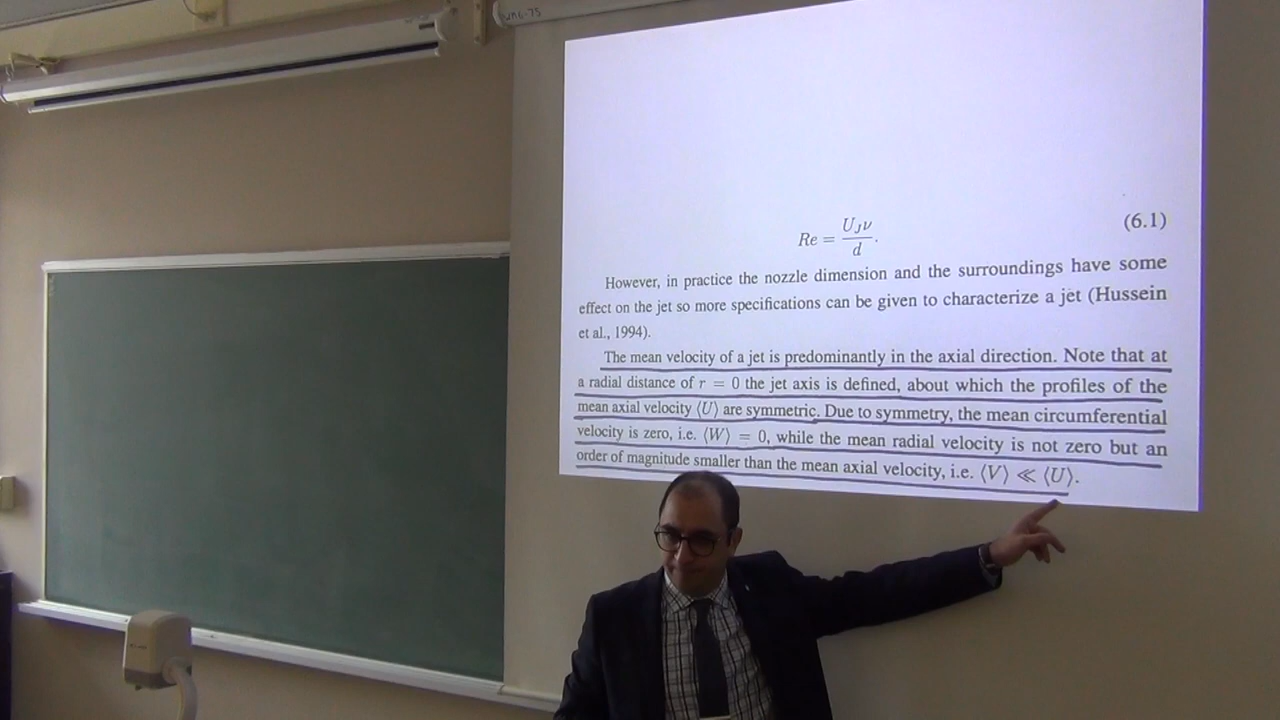 WMC-75
Re = U_J ν / d. (6.1)
However, in practice the nozzle dimension and the surroundings have some
effect on the jet so more specifications can be given to characterize a jet (Hussein
et al., 1994).
The mean velocity of a jet is predominantly in the axial direction. Note that at
a radial distance of r = 0 the jet axis is defined, about which the profiles of the
mean axial velocity ⟨U⟩ are symmetric. Due to symmetry, the mean circumferential
velocity is zero, i.e. ⟨W⟩ = 0, while the mean radial velocity is not zero but an
order of magnitude smaller than the mean axial velocity, i.e. ⟨V⟩ ≪ ⟨U⟩.